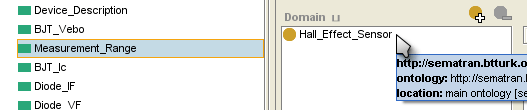 Device_Description
BJT_Vebo
Measurement_Range
BJT_Ic
Diode_IF
Diode_VF
Domain
Hall_Effect_Sensor
http://sematran.btturk.o
ontology: http://sematran.
location: main ontology [se